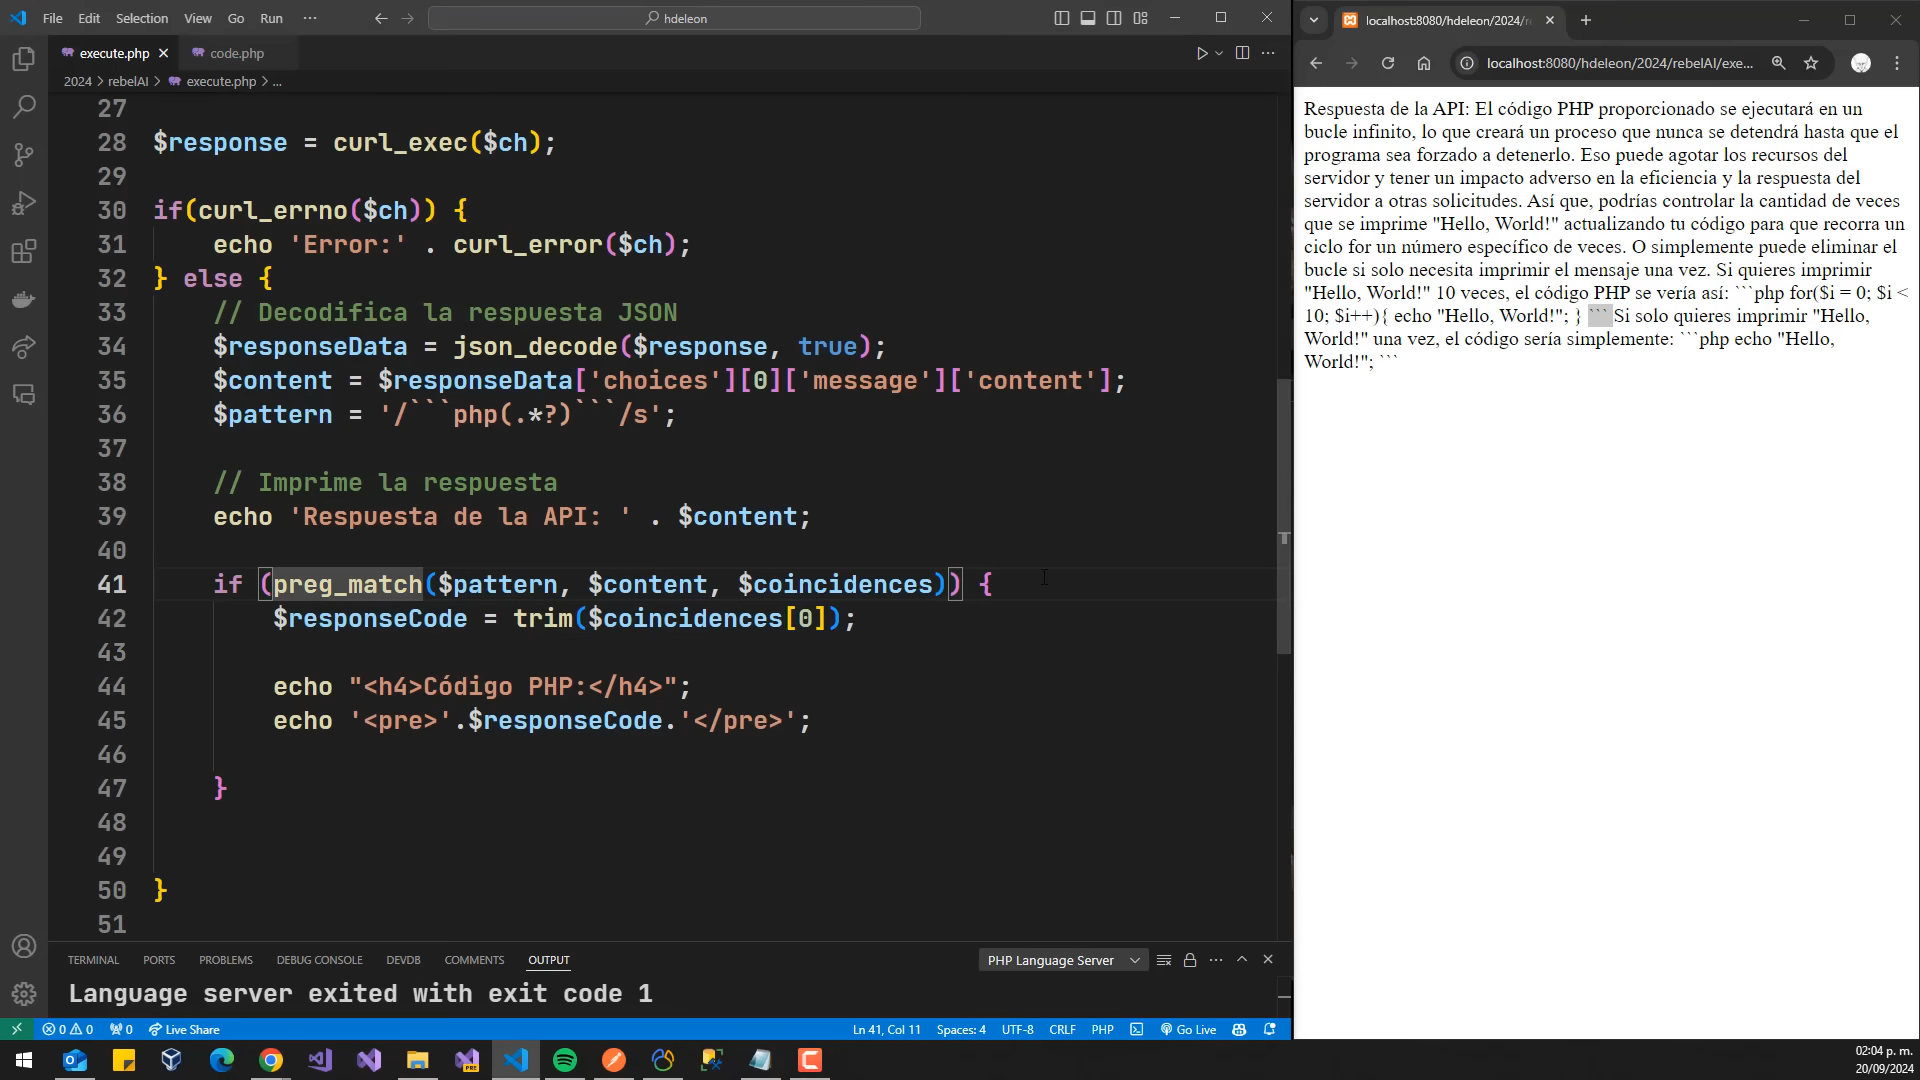 File Edit Selection View Go Run ···
hdeleon
execute.php
code.php
2024 > rebelAI > execute.php > ...
27
28 $response = curl_exec($ch);
29
30 if(curl_errno($ch)) {
31 echo 'Error:' . curl_error($ch);
32 } else {
33 // Decodifica la respuesta JSON
34 $responseData = json_decode($response, true);
35 $content = $responseData['choices'][0]['message']['content'];
36 $pattern = '/```php(.*?)```/s';
37
38 // Imprime la respuesta
39 echo 'Respuesta de la API: ' . $content;
40
41 if (preg_match($pattern, $content, $coincidences)) {
42 $responseCode = trim($coincidences[0]);
43
44 echo "<h4>Código PHP:</h4>";
45 echo '<pre>'.$responseCode.'</pre>';
46
47 }
48
49
50 }
51
TERMINAL PORTS PROBLEMS DEBUG CONSOLE DEVDB COMMENTS OUTPUT
PHP Language Server
Language server exited with exit code 1
0 0 0 Live Share
Ln 41, Col 11 Spaces: 4 UTF-8 CRLF PHP Go Live
localhost:8080/hdeleon/2024/r
localhost:8080/hdeleon/2024/rebelAI/exe...
Respuesta de la API: El código PHP proporcionado se ejecutará en un
bucle infinito, lo que creará un proceso que nunca se detendrá hasta que el
programa sea forzado a detenerlo. Eso puede agotar los recursos del
servidor y tener un impacto adverso en la eficiencia y la respuesta del
servidor a otras solicitudes. Así que, podrías controlar la cantidad de veces
que se imprime "Hello, World!" actualizando tu código para que recorra un
ciclo for un número específico de veces. O simplemente puede eliminar el
bucle si solo necesita imprimir el mensaje una vez. Si quieres imprimir
"Hello, World!" 10 veces, el código PHP se vería así: ```php for($i = 0; $i <
10; $i++){ echo "Hello, World!"; } ``` Si solo quieres imprimir "Hello,
World!" una vez, el código sería simplemente: ```php echo "Hello,
World!"; ```
PRE
02:04 p. m.
20/09/2024